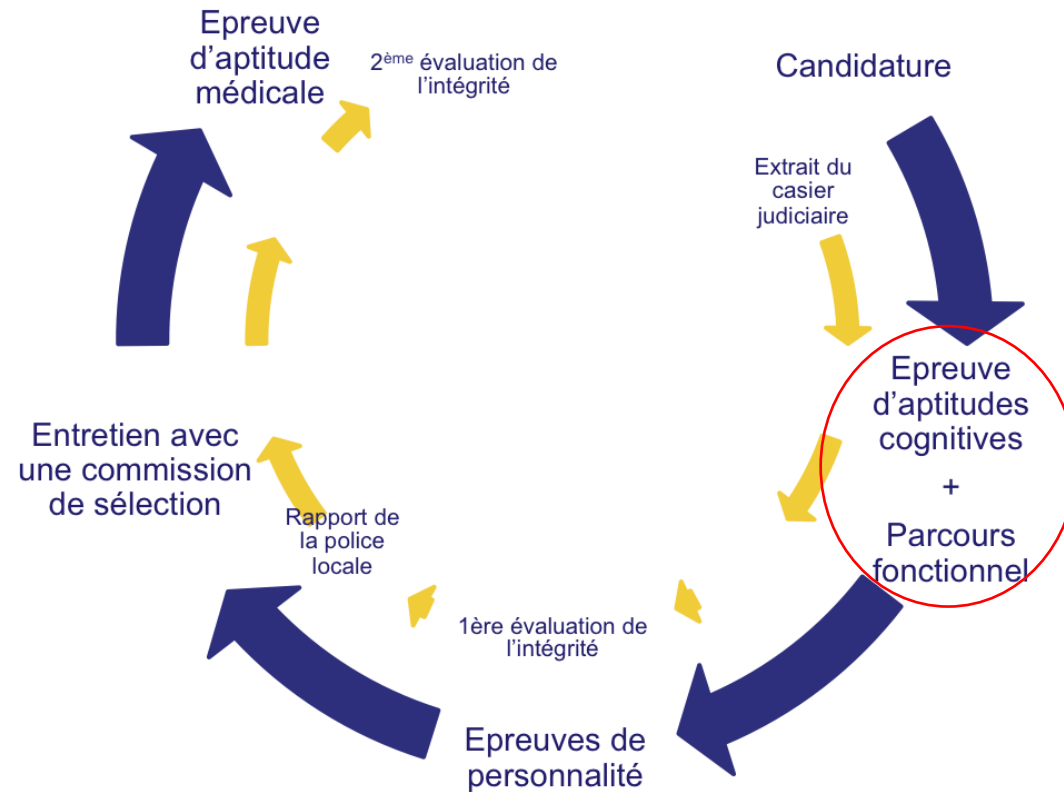 Candidature
Extrait du
casier
judiciaire
Epreuve
d’aptitudes
cognitives
+
Parcours
fonctionnel
1ère évaluation de
l’intégrité
Epreuves de
personnalité
Rapport de
la police
locale
Entretien avec
une commission
de sélection
Epreuve
d’aptitude
médicale
2ème évaluation de
l’intégrité